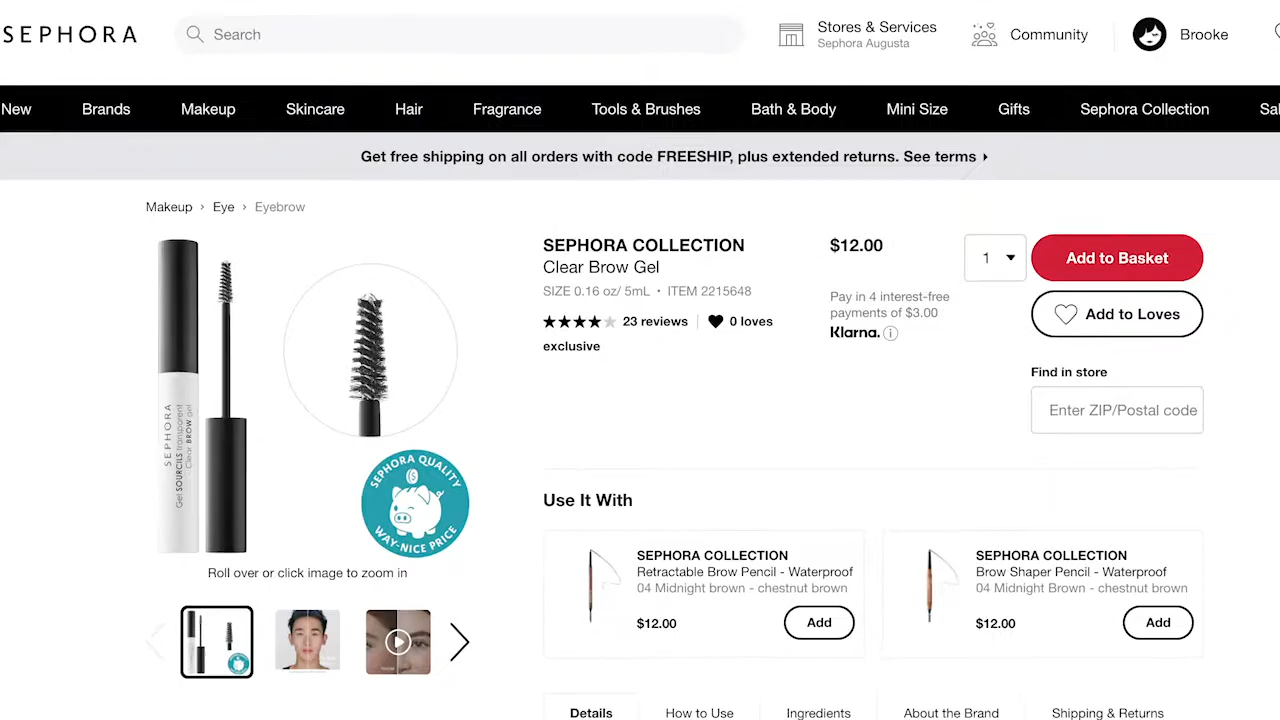 SEPHORA
Search
Stores & Services
Sephora Augusta
Community
Brooke
New
Brands
Makeup
Skincare
Hair
Fragrance
Tools & Brushes
Bath & Body
Mini Size
Gifts
Sephora Collection
Sal
Get free shipping on all orders with code FREESHIP, plus extended returns. See terms
Makeup > Eye > Eyebrow
SEPHORA
Gel SOURCILS transparent
Clear BROW gel
SEPHORA QUALITY
WAY-NICE PRICE
Roll over or click image to zoom in
SEPHORA COLLECTION
Clear Brow Gel
SIZE 0.16 oz/ 5mL • ITEM 2215648
23 reviews
0 loves
exclusive
$12.00
Pay in 4 interest-free
payments of $3.00
Klarna.
1
Add to Basket
Add to Loves
Find in store
Enter ZIP/Postal code
Use It With
SEPHORA COLLECTION
Retractable Brow Pencil - Waterproof
04 Midnight brown - chestnut brown
$12.00
Add
SEPHORA COLLECTION
Brow Shaper Pencil - Waterproof
04 Midnight Brown - chestnut brown
$12.00
Add
Details
How to Use
Ingredients
About the Brand
Shipping & Returns